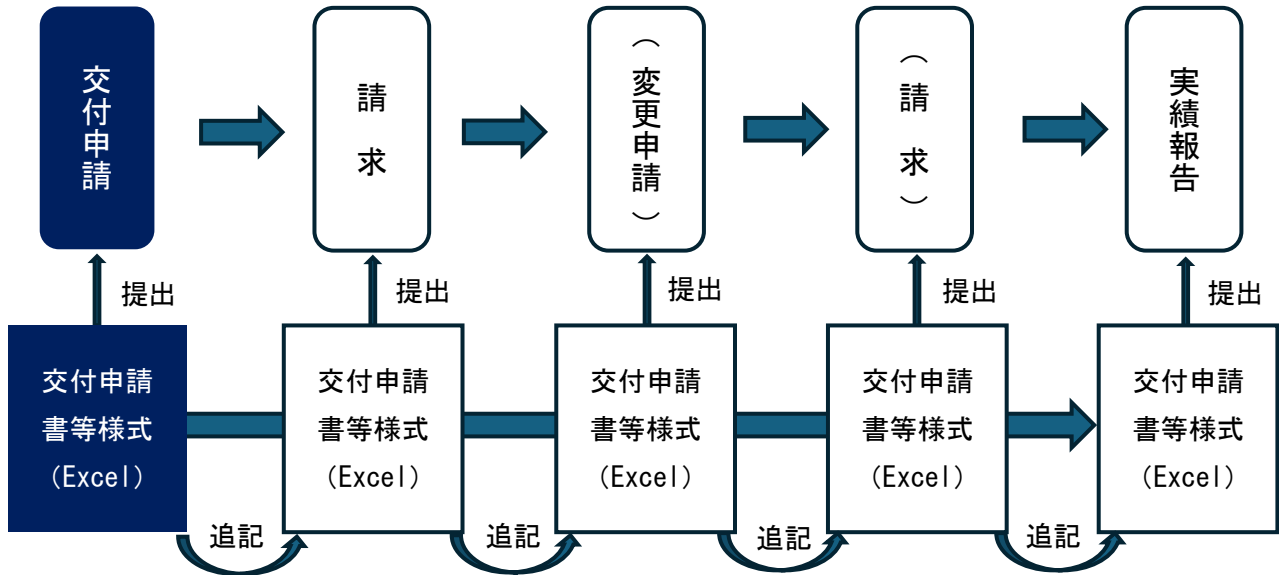 交付申請
請求
（変更申請）
（請求）
実績報告
提出
提出
提出
提出
提出
交付申請
書等様式
（Excel）
交付申請
書等様式
（Excel）
交付申請
書等様式
（Excel）
交付申請
書等様式
（Excel）
交付申請
書等様式
（Excel）
追記
追記
追記
追記